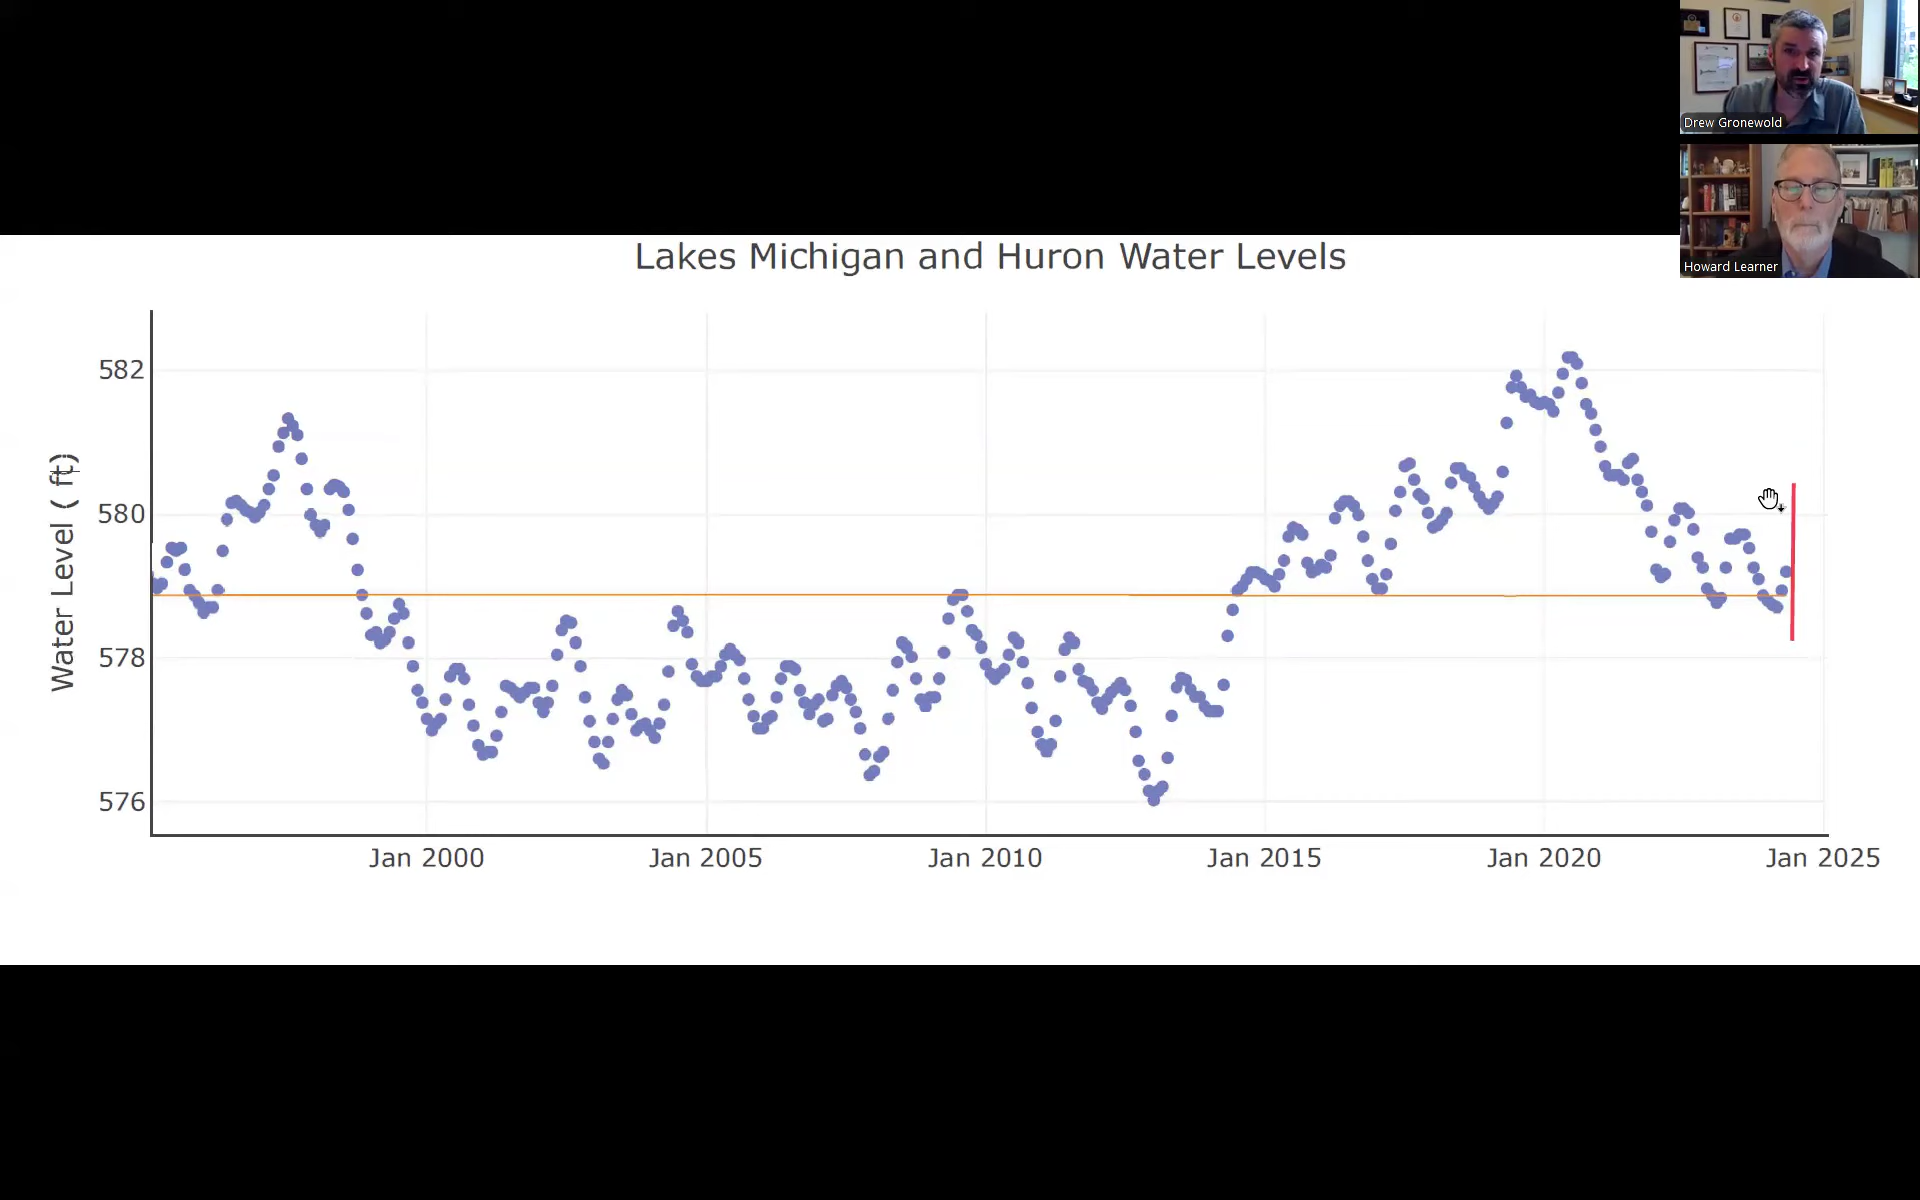 Drew Gronewold
Howard Learner
Lakes Michigan and Huron Water Levels
Water Level ( ft)
582
580
578
576
Jan 2000
Jan 2005
Jan 2010
Jan 2015
Jan 2020
Jan 2025